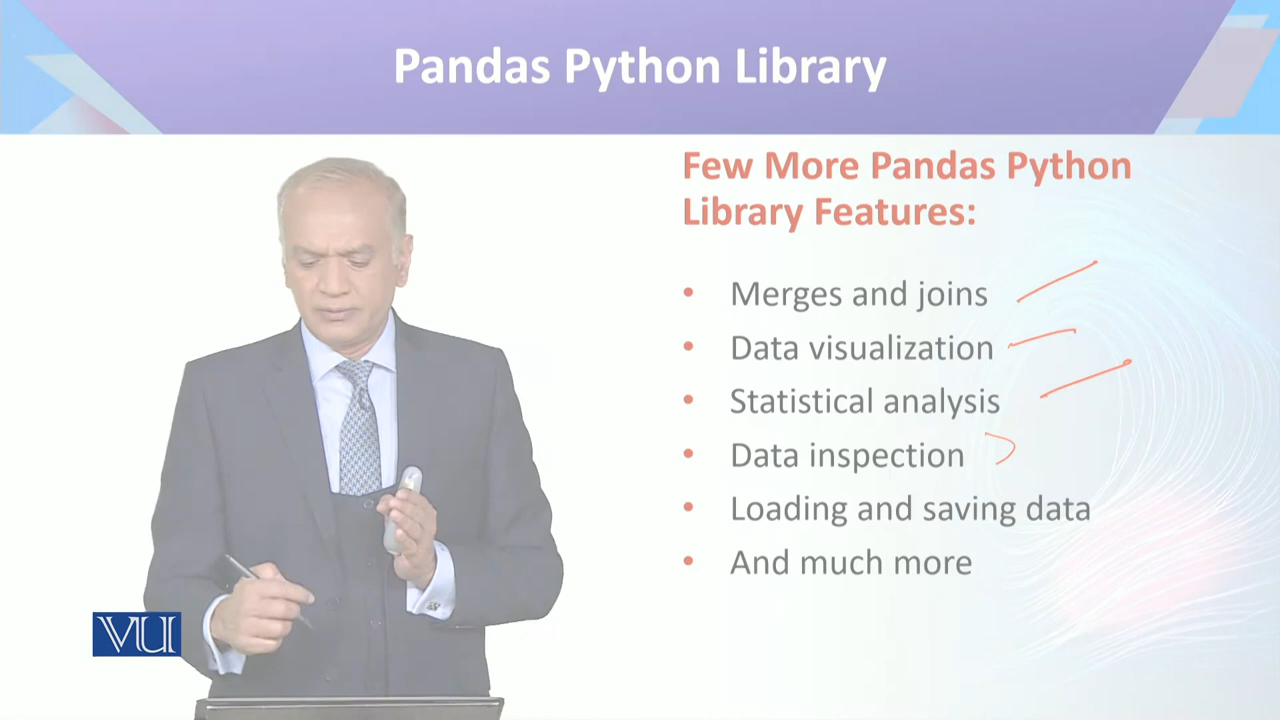 Pandas Python Library
Few More Pandas Python
Library Features:
• Merges and joins
• Data visualization
• Statistical analysis
• Data inspection
• Loading and saving data
• And much more
VU